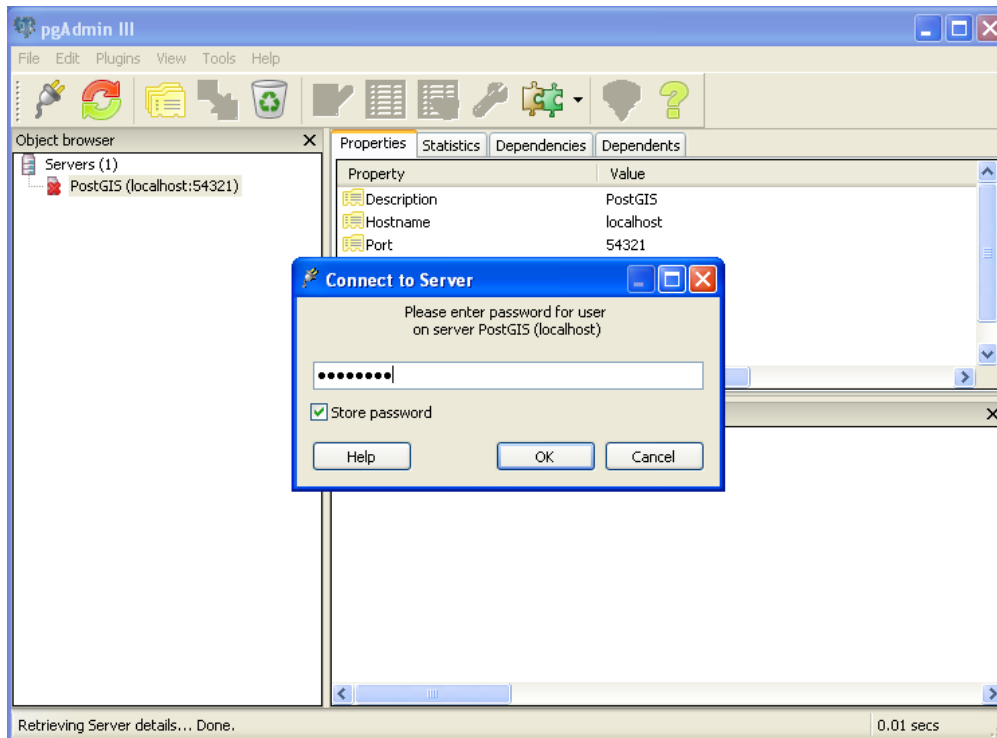 pgAdmin III
File Edit Plugins View Tools Help
Object browser
Servers (1)
PostGIS (localhost:54321)
Properties Statistics Dependencies Dependents
Property Value
Description PostGIS
Hostname localhost
Port 54321
Connect to Server
Please enter password for user
on server PostGIS (localhost)
••••••••
Store password
Help OK Cancel
Retrieving Server details... Done. 0.01 secs